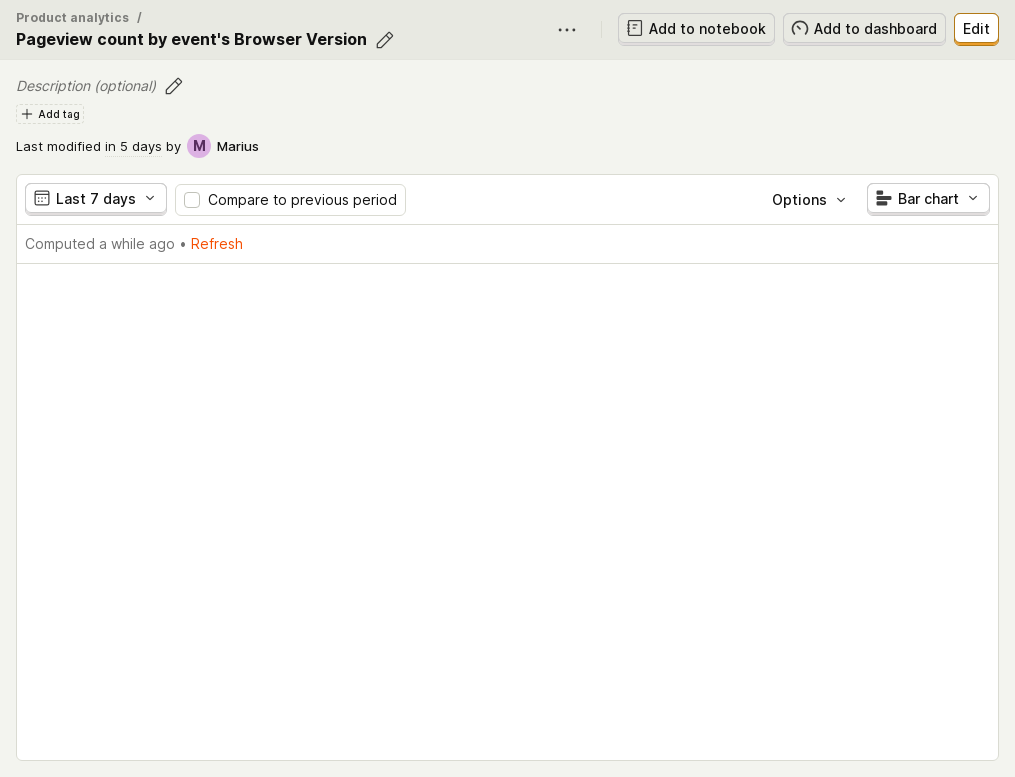 Product analytics /
Pageview count by event's Browser Version
Add to notebook
Add to dashboard
Edit
Description (optional)
Add tag
Last modified in 5 days by M Marius
Last 7 days
Compare to previous period
Options
Bar chart
Computed a while ago • Refresh